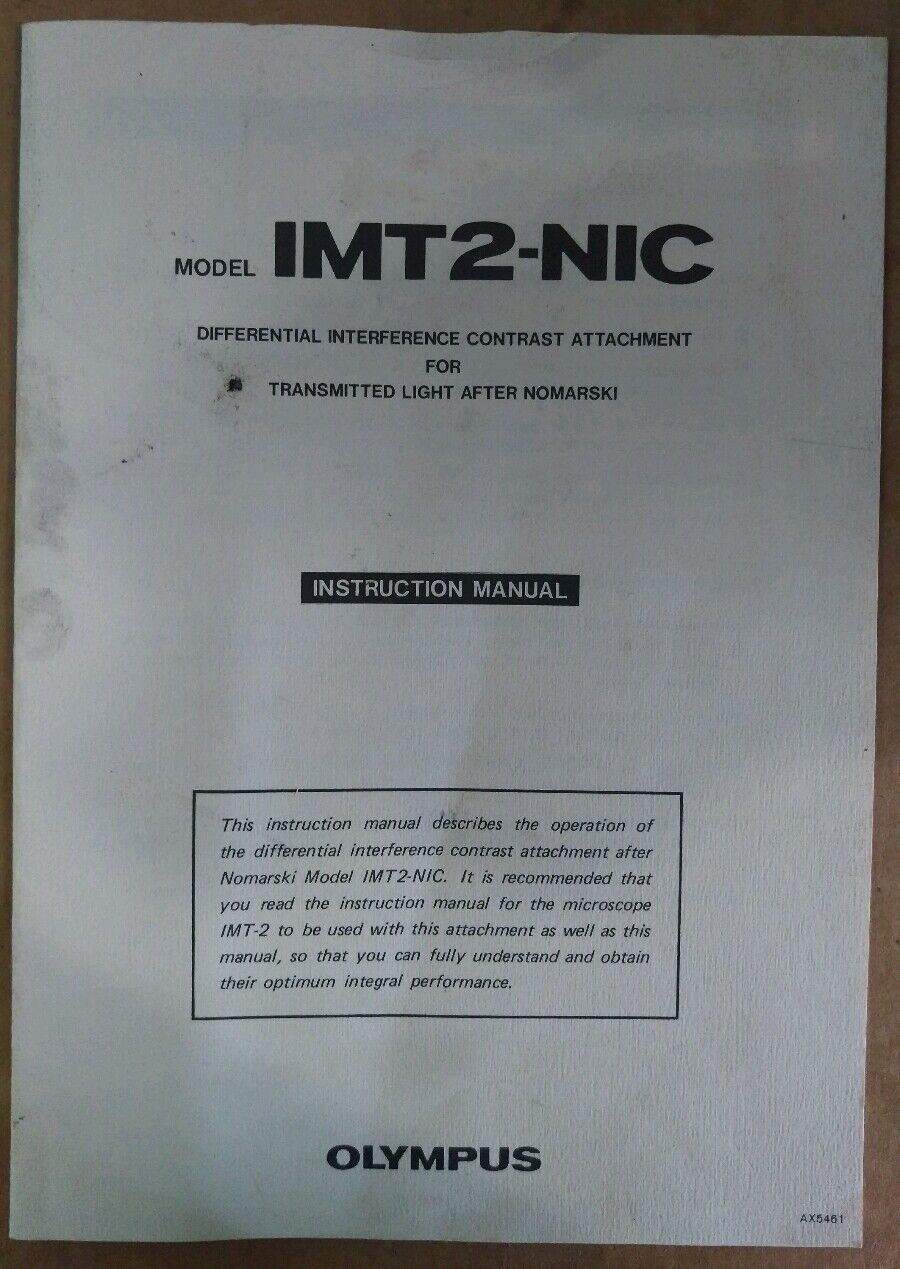 MODEL IMT2-NIC
DIFFERENTIAL INTERFERENCE CONTRAST ATTACHMENT
FOR
TRANSMITTED LIGHT AFTER NOMARSKI
INSTRUCTION MANUAL
This instruction manual describes the operation of
the differential interference contrast attachment after
Nomarski Model IMT2-NIC. It is recommended that
you read the instruction manual for the microscope
IMT-2 to be used with this attachment as well as this
manual, so that you can fully understand and obtain
their optimum integral performance.
OLYMPUS
AX5461